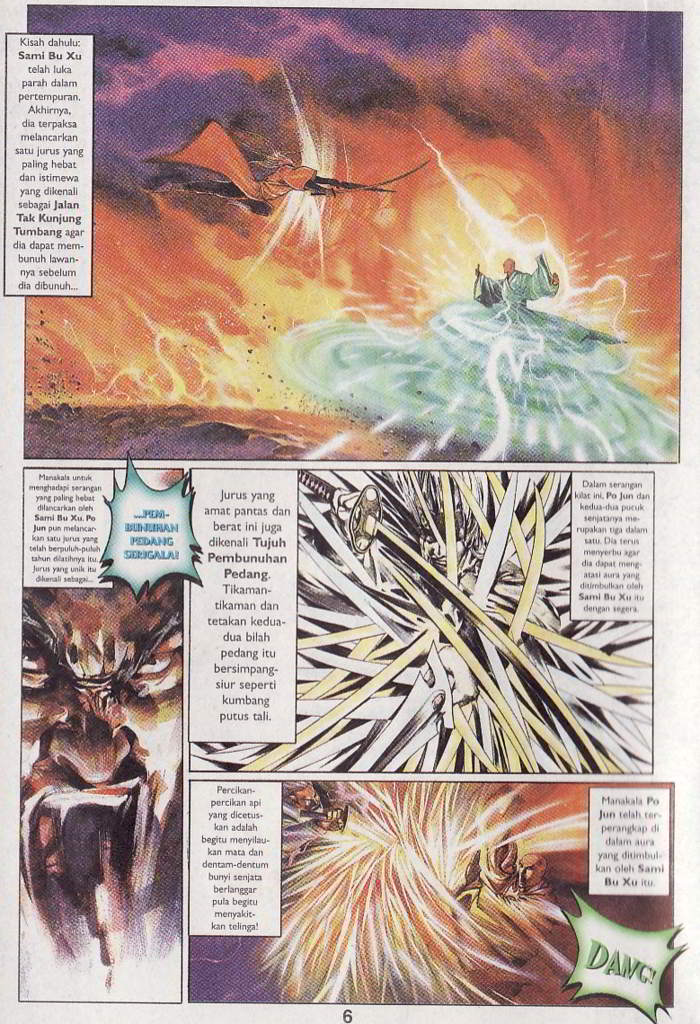 Kisah dahulu:
Sami Bu Xu
telah luka
parah dalam
pertempuran.
Akhirnya,
dia terpaksa
melancarkan
satu jurus yang
paling hebat
dan istimewa
yang dikenali
sebagai Jalan
Tak Kunjung
Tumbang agar
dia dapat mem-
bunuh lawan-
nya sebelum
dia dibunuh...
Manakala untuk
menghadapi serangan
yang paling hebat
dilancarkan oleh
Sami Bu Xu, Po
Jun pun melancar-
kan satu jurus yang
telah berpuluh-puluh
tahun dilatihnya itu.
Jurus yang unik itu
dikenali sebagai...
...PEM-
BUNUHAN
PEDANG
SERIGALA!
Jurus yang
amat pantas dan
berat ini juga
dikenali Tujuh
Pembunuhan
Pedang.
Tikaman-
tikaman dan
tetakan kedua-
dua bilah
pedang itu
bersimpang-
siur seperti
kumbang
putus tali.
Dalam serangan
kilat ini, Po Jun dan
kedua-dua pucuk
senjatanya me-
rupakan tiga dalam
satu. Dia terus
menyerbu agar
dia dapat meng-
atasi aura yang
ditimbulkan oleh
Sami Bu Xu itu
dengan segera.
Percikan-
percikan api
yang dicetus-
kan adalah
begitu menyilau-
kan mata dan
dentam-dentum
bunyi senjata
berlanggar
pula begitu
menyakit-
kan telinga!
Manakala Po
Jun telah ter-
perangkap di
dalam aura
yang ditimbul-
kan oleh Sami
Bu Xu itu.
DANG!
6